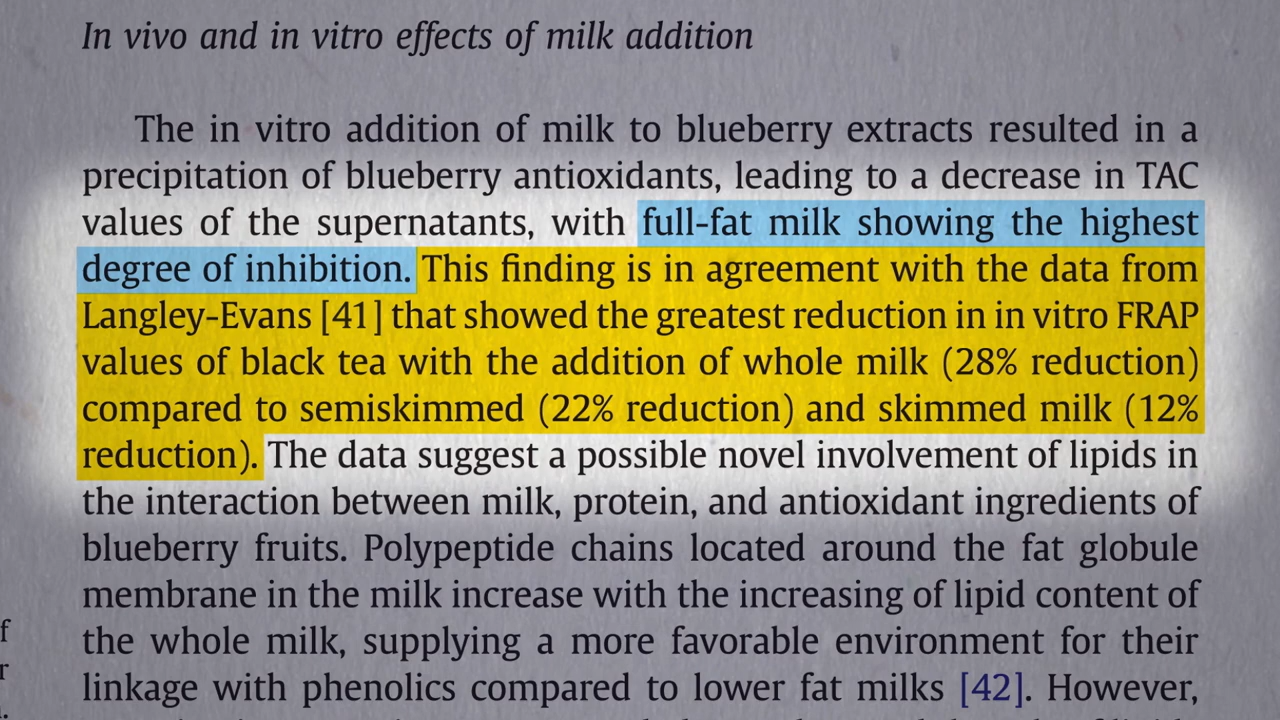 In vivo and in vitro effects of milk addition
The in vitro addition of milk to blueberry extracts resulted in a
precipitation of blueberry antioxidants, leading to a decrease in TAC
values of the supernatants, with full-fat milk showing the highest
degree of inhibition. This finding is in agreement with the data from
Langley-Evans [41] that showed the greatest reduction in in vitro FRAP
values of black tea with the addition of whole milk (28% reduction)
compared to semiskimmed (22% reduction) and skimmed milk (12%
reduction). The data suggest a possible novel involvement of lipids in
the interaction between milk, protein, and antioxidant ingredients of
blueberry fruits. Polypeptide chains located around the fat globule
membrane in the milk increase with the increasing of lipid content of
the whole milk, supplying a more favorable environment for their
linkage with phenolics compared to lower fat milks [42]. However,